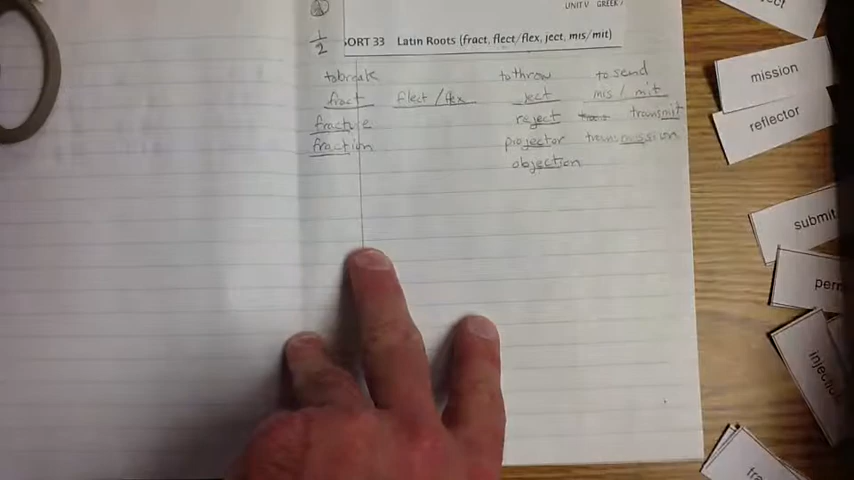 UNIT V GREEK
1/2
SORT 33 Latin Roots (fract, flect/flex, ject, mis/mit)
to break to throw to send
fract flect/flex ject mis / mit
fracture reject transmit
fraction projector transmission
objection
mission
reflector
submit
injection